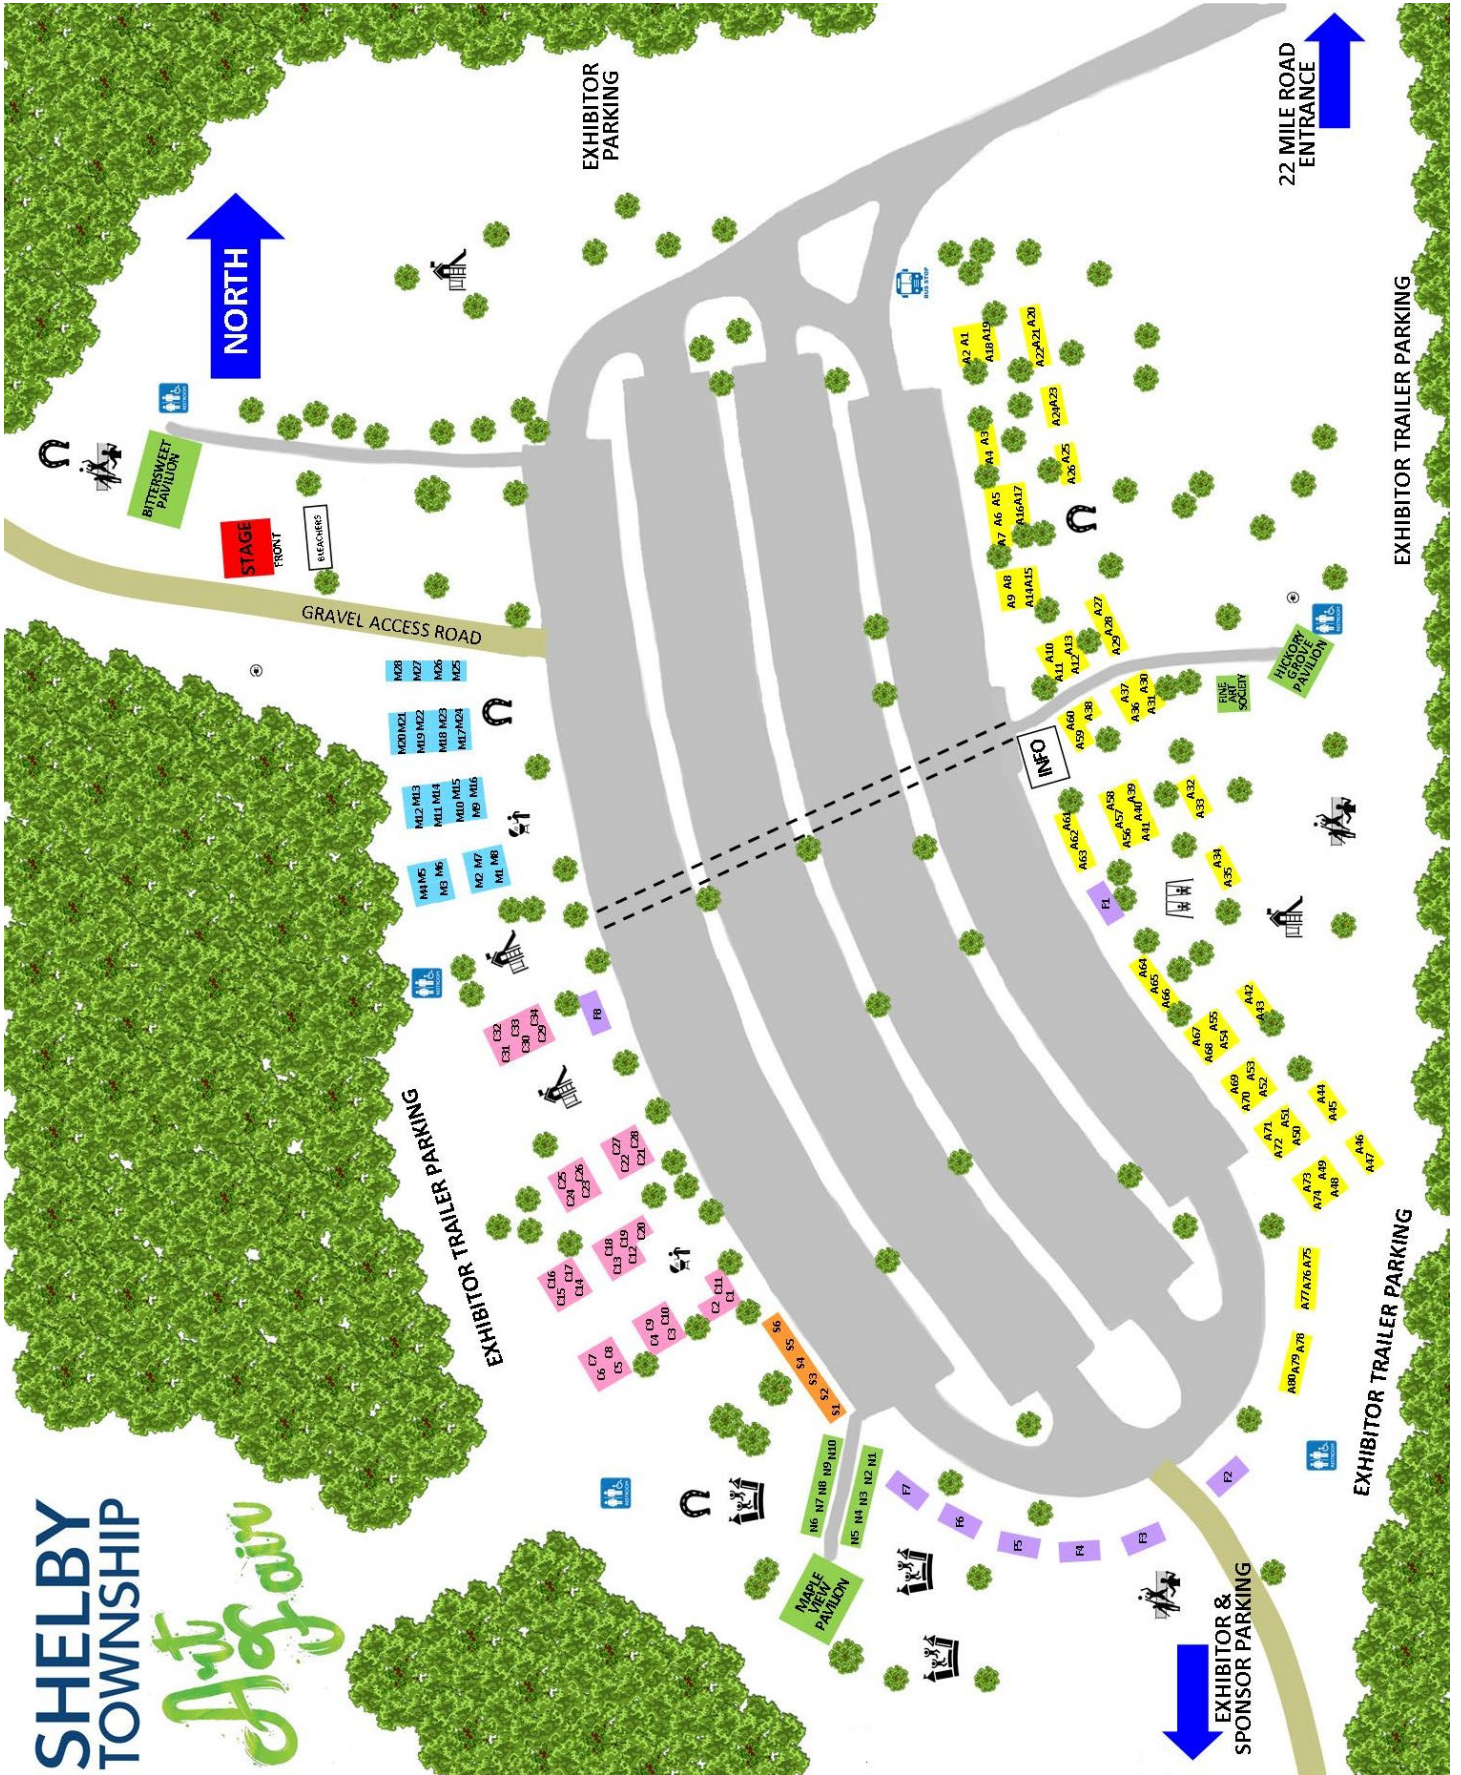 EXHIBITOR
PARKING
22 MILE ROAD
ENTRANCE
NORTH
BUS STOP
EXHIBITOR TRAILER PARKING
RESTROOM
BITTERSWEET
PAVILION
STAGE
FRONT
BLEACHERS
GRAVEL ACCESS ROAD
A2 A1
A18 A19
A22 A21 A20
A24 A23
A4 A3
A26 A25
A7 A6 A5
A16 A17
A9 A8
A14 A15
A29 A28 A27
A11 A10
A12 A13
RESTROOM
HICKORY
GROVE
PAVILION
FINE
ART
SOCIETY
A36 A37
A31 A30
A59 A60
A38
INFO
M28
M27
M26
M25
M20 M21
M19 M22
M18 M23
M17 M24
M12 M13
M11 M14
M10 M15
M9 M16
M4 M5
M3 M6
M2 M7
M1 M8
A63 A62 A61
A56 A57 A58
A41 A40 A39
A33 A32
A35 A34
F1
RESTROOM
A66 A65 A64
A43 A42
A68 A67
A54 A55
A70 A69
A52 A53
A45 A44
A72 A71
A50 A51
A47 A46
A74 A73
A48 A49
F8
C31 C32
C30 C33
C29 C34
EXHIBITOR TRAILER PARKING
C24 C25
C23 C26
C22 C27
C21 C28
C15 C16
C14 C17
C13 C18
C12 C19
C20
C6 C7
C5 C8
C4 C9
C3 C10
C2 C11
C1
S1 S2 S3 S4 S5 S6
A77 A76 A75
A80 A79 A78
EXHIBITOR TRAILER PARKING
RESTROOM
RESTROOM
N6 N7 N8 N9 N10
N5 N4 N3 N2 N1
MAPLE
VIEW
PAVILION
F7
F6
F5
F4
F3
F2
EXHIBITOR &
SPONSOR PARKING
SHELBY
TOWNSHIP
Art
Fair